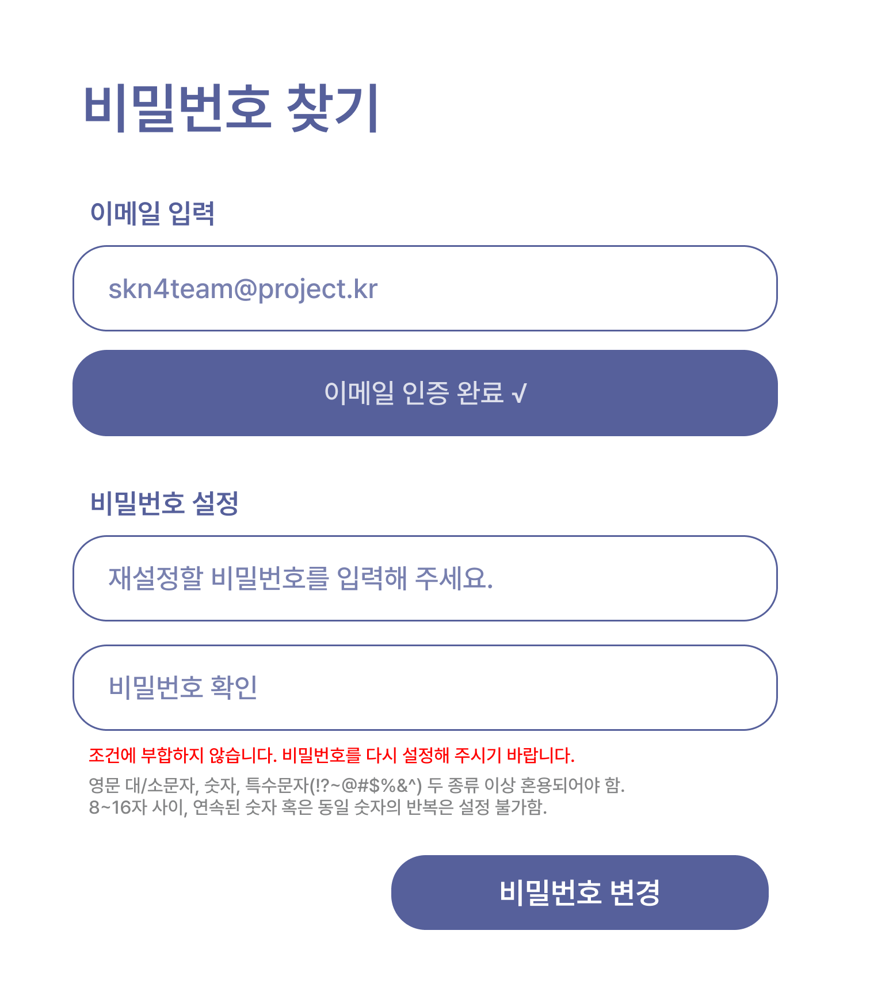 비밀번호 찾기
이메일 입력
skn4team@project.kr
이메일 인증 완료 √
비밀번호 설정
재설정할 비밀번호를 입력해 주세요.
비밀번호 확인
조건에 부합하지 않습니다. 비밀번호를 다시 설정해 주시기 바랍니다.
영문 대/소문자, 숫자, 특수문자(!?~@#$%&^) 두 종류 이상 혼용되어야 함.
8~16자 사이, 연속된 숫자 혹은 동일 숫자의 반복은 설정 불가함.
비밀번호 변경